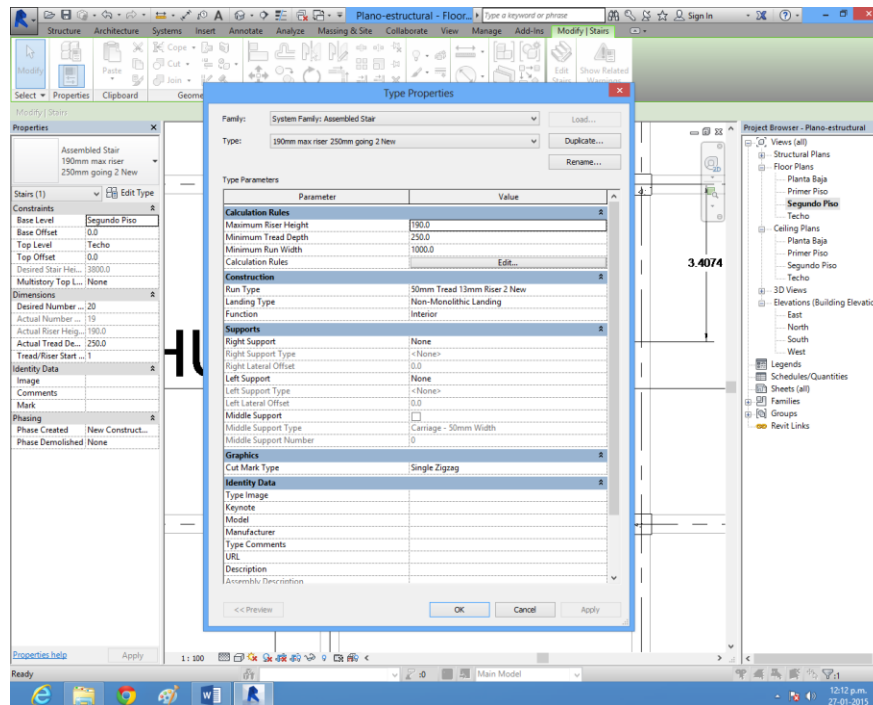 Plano-estructural - Floor... Type a keyword or phrase Sign In
Structure Architecture Systems Insert Annotate Analyze Massing & Site Collaborate View Manage Add-Ins Modify | Stairs
Modify Paste Cope Cut Join Edit Stairs Show Related Warnings
Select Properties Clipboard Geome
Modify | Stairs
Properties
Assembled Stair
190mm max riser
250mm going 2 New
Stairs (1) Edit Type
Constraints
Base Level Segundo Piso
Base Offset 0.0
Top Level Techo
Top Offset 0.0
Desired Stair Hei... 3800.0
Multistory Top L... None
Dimensions
Desired Number ... 20
Actual Number ... 19
Actual Riser Heig... 190.0
Actual Tread De... 250.0
Tread/Riser Start ... 1
Identity Data
Image
Comments
Mark
Phasing
Phase Created New Construct...
Phase Demolished None
Properties help Apply
Type Properties
Family: System Family: Assembled Stair Load...
Type: 190mm max riser 250mm going 2 New Duplicate...
Rename...
Type Parameters
Parameter Value
Calculation Rules
Maximum Riser Height 190.0
Minimum Tread Depth 250.0
Minimum Run Width 1000.0
Calculation Rules Edit...
Construction
Run Type 50mm Tread 13mm Riser 2 New
Landing Type Non-Monolithic Landing
Function Interior
Supports
Right Support None
Right Support Type <None>
Right Lateral Offset 0.0
Left Support None
Left Support Type <None>
Left Lateral Offset 0.0
Middle Support
Middle Support Type Carriage - 50mm Width
Middle Support Number 0
Graphics
Cut Mark Type Single Zigzag
Identity Data
Type Image
Keynote
Model
Manufacturer
Type Comments
URL
Description
Assembly Description
<< Preview OK Cancel Apply
3.4074
Project Browser - Plano-estructural
Views (all)
Structural Plans
Floor Plans
Planta Baja
Primer Piso
Segundo Piso
Techo
Ceiling Plans
Planta Baja
Primer Piso
Segundo Piso
Techo
3D Views
Elevations (Building Elevatio
East
North
South
West
Legends
Schedules/Quantities
Sheets (all)
Families
Groups
Revit Links
1 : 100
Ready :0 Main Model :1
12:12 p.m.
27-01-2015